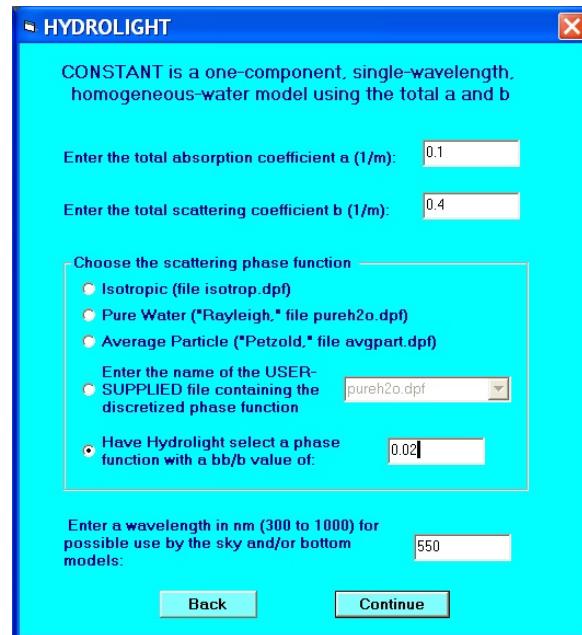 HYDROLIGHT
CONSTANT is a one-component, single-wavelength,
homogeneous-water model using the total a and b
Enter the total absorption coefficient a (1/m): 0.1
Enter the total scattering coefficient b (1/m): 0.4
Choose the scattering phase function
Isotropic (file isotrop.dpf)
Pure Water ("Rayleigh," file pureh2o.dpf)
Average Particle ("Petzold," file avgpart.dpf)
Enter the name of the USER-
SUPPLIED file containing the
discretized phase function
pureh2o.dpf
Have Hydrolight select a phase
function with a bb/b value of:
0.02
Enter a wavelength in nm (300 to 1000) for
possible use by the sky and/or bottom
models:
550
Back Continue